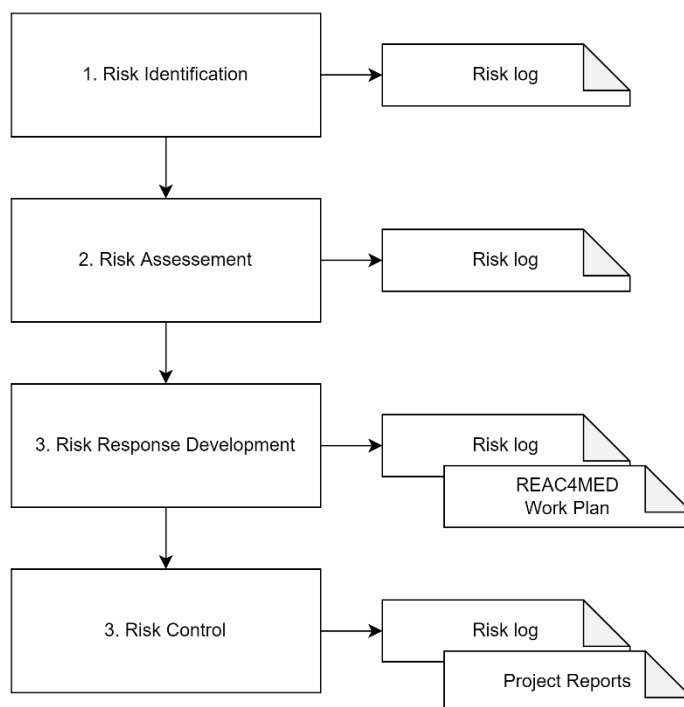 1. Risk Identification
Risk log
2. Risk Assessement
Risk log
3. Risk Response Development
Risk log
REAC4MED
Work Plan
3. Risk Control
Risk log
Project Reports